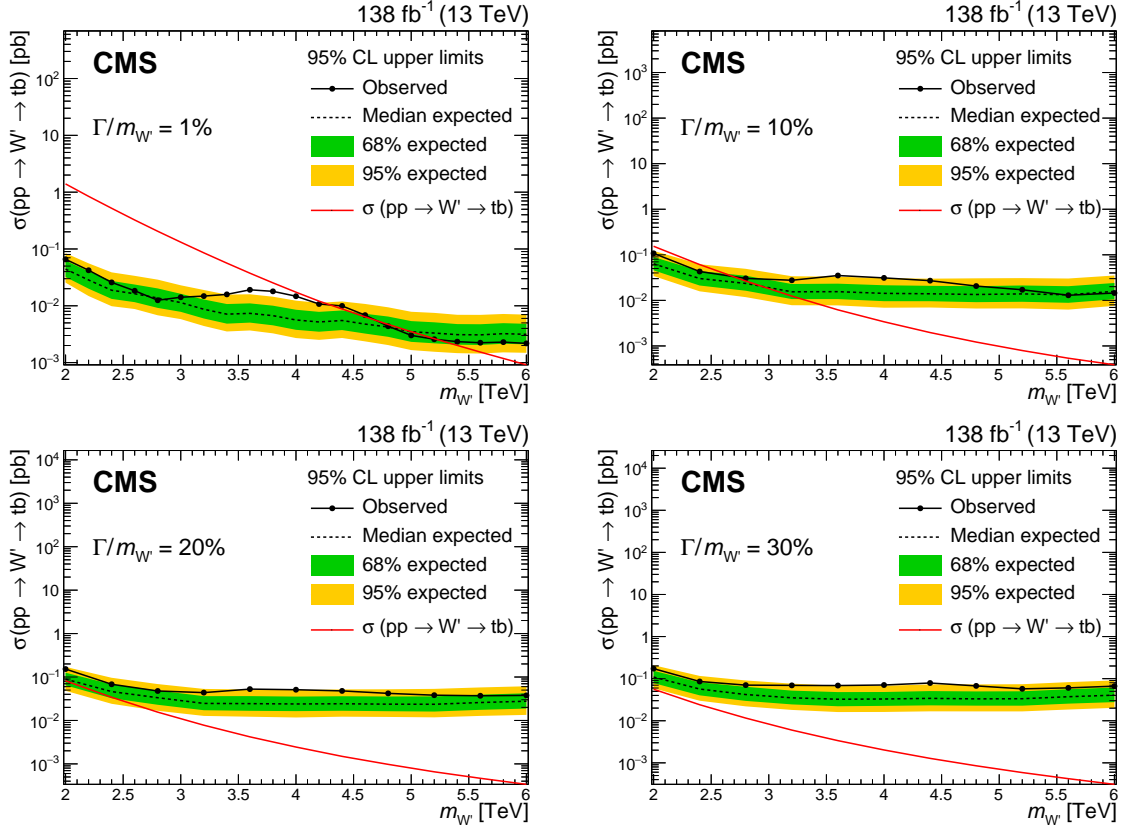 138 fb⁻¹ (13 TeV)
CMS
Γ/m_W' = 1%
95% CL upper limits
Observed
Median expected
68% expected
95% expected
σ (pp → W' → tb)
σ(pp → W' → tb) [pb]
10²
10
1
10⁻¹
10⁻²
10⁻³
2 2.5 3 3.5 4 4.5 5 5.5 6
m_W' [TeV]
138 fb⁻¹ (13 TeV)
CMS
Γ/m_W' = 10%
95% CL upper limits
Observed
Median expected
68% expected
95% expected
σ (pp → W' → tb)
σ(pp → W' → tb) [pb]
10³
10²
10
1
10⁻¹
10⁻²
10⁻³
2 2.5 3 3.5 4 4.5 5 5.5 6
m_W' [TeV]
138 fb⁻¹ (13 TeV)
CMS
Γ/m_W' = 20%
95% CL upper limits
Observed
Median expected
68% expected
95% expected
σ (pp → W' → tb)
σ(pp → W' → tb) [pb]
10⁴
10³
10²
10
1
10⁻¹
10⁻²
10⁻³
2 2.5 3 3.5 4 4.5 5 5.5 6
m_W' [TeV]
138 fb⁻¹ (13 TeV)
CMS
Γ/m_W' = 30%
95% CL upper limits
Observed
Median expected
68% expected
95% expected
σ (pp → W' → tb)
σ(pp → W' → tb) [pb]
10⁴
10³
10²
10
1
10⁻¹
10⁻²
10⁻³
2 2.5 3 3.5 4 4.5 5 5.5 6
m_W' [TeV]